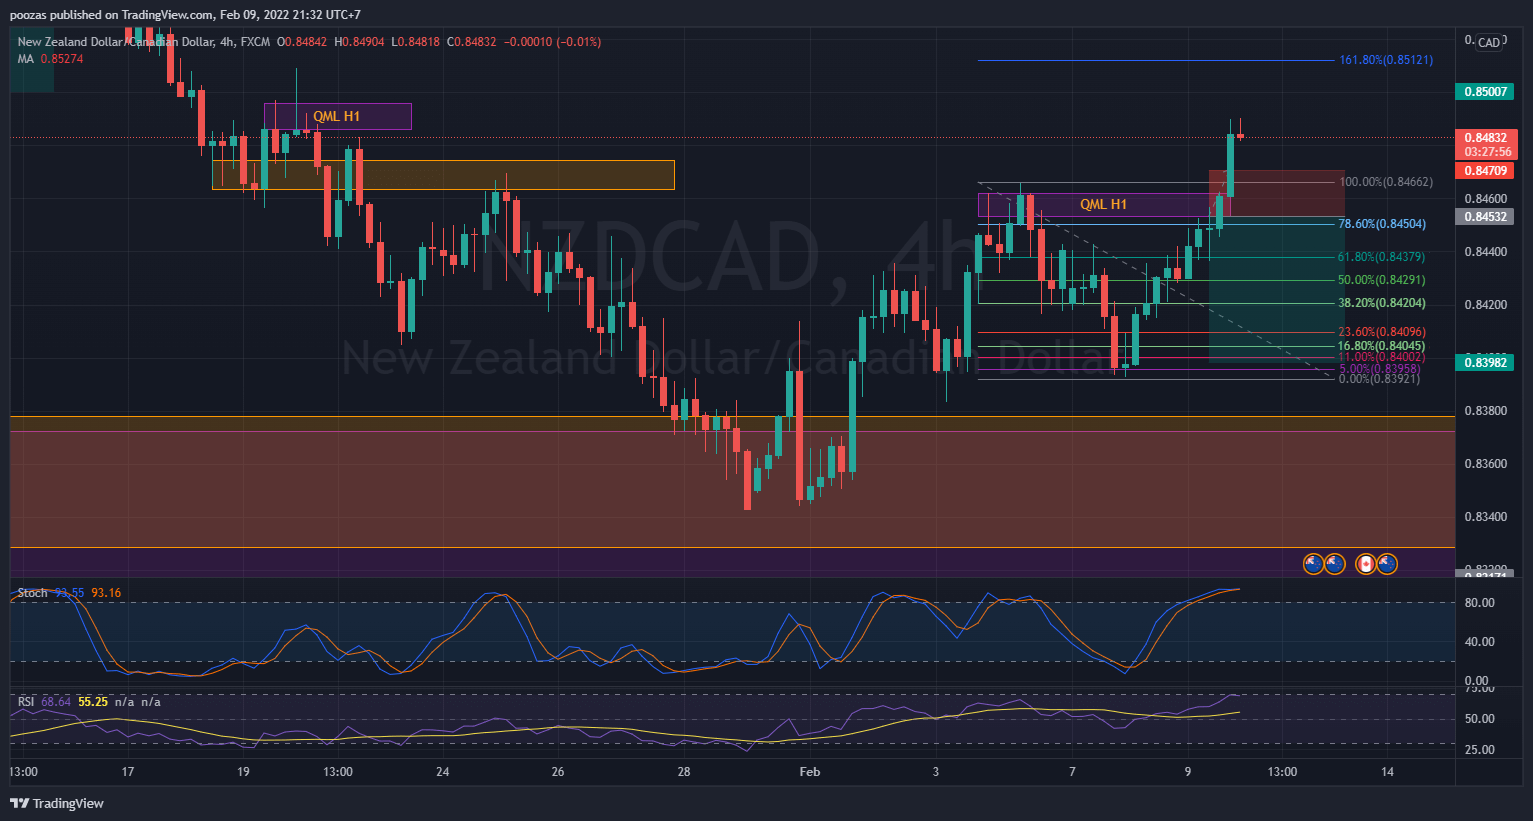 poozas published on TradingView.com, Feb 09, 2022 21:32 UTC+7
New Zealand Dollar/Canadian Dollar, 4h, FXCM O0.84842 H0.84904 L0.84818 C0.84832 −0.00010 (−0.01%)
MA 0.85274
CAD
161.80%(0.85121)
0.85007
QML H1
0.84832
03:27:56
0.84709
100.00%(0.84662)
0.84600
QML H1
0.84532
78.60%(0.84504)
NZDCAD, 4h
0.84400
61.80%(0.84379)
50.00%(0.84291)
38.20%(0.84204)
0.84200
23.60%(0.84096)
16.80%(0.84045)
New Zealand Dollar/Canadian Dollar
11.00%(0.84002)
0.83982
5.00%(0.83958)
0.00%(0.83921)
0.83800
0.83600
0.83400
Stoch 93.55 93.16
80.00
40.00
0.00
RSI 68.64 55.25 n/a n/a
75.00
50.00
25.00
13:00 17 19 13:00 24 26 28 Feb 3 7 9 13:00 14
TradingView